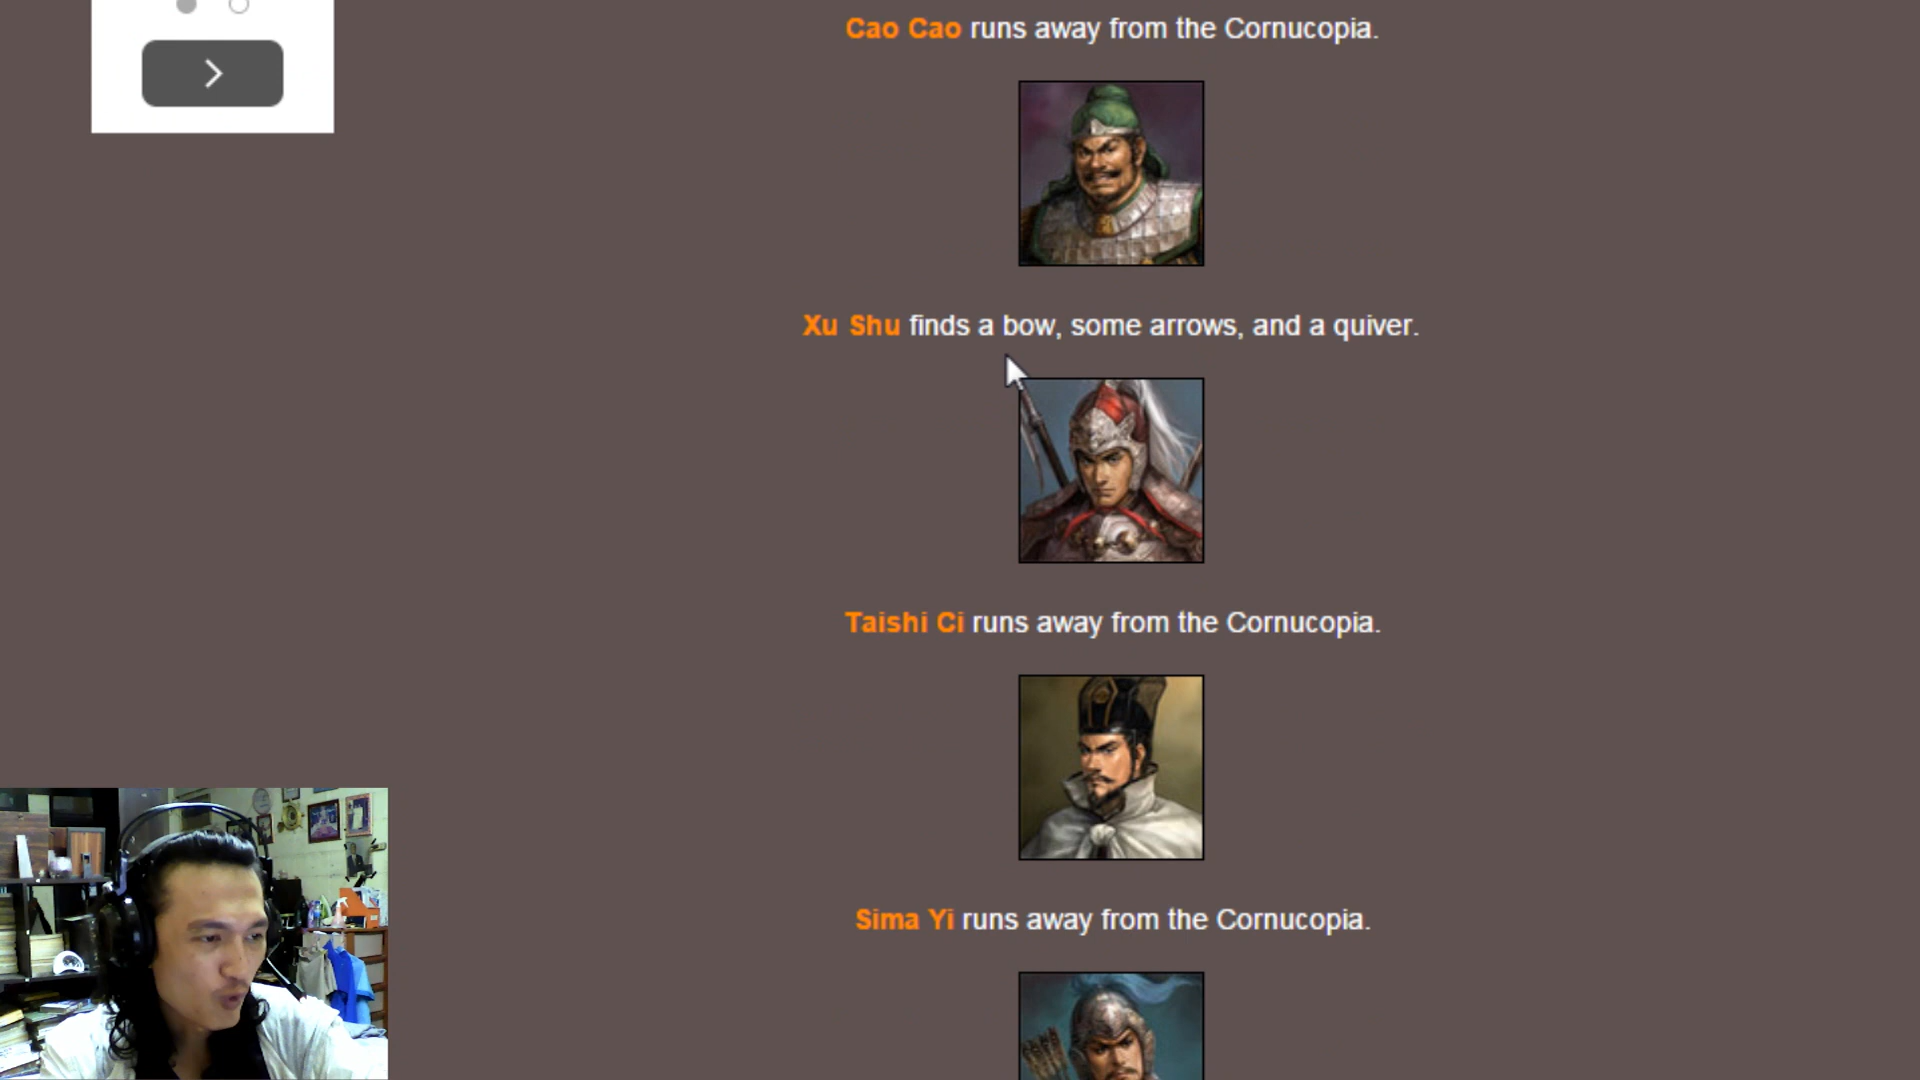 Cao Cao runs away from the Cornucopia.
Xu Shu finds a bow, some arrows, and a quiver.
Taishi Ci runs away from the Cornucopia.
Sima Yi runs away from the Cornucopia.